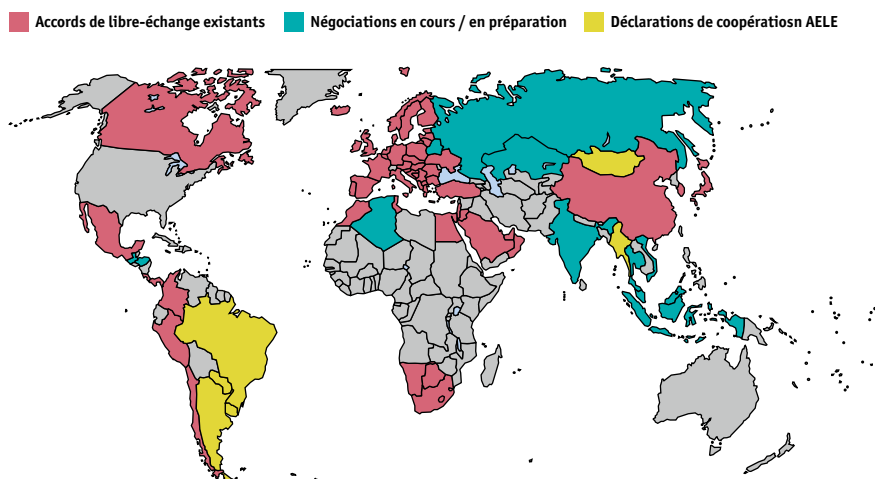 Accords de libre-échange existants
Négociations en cours / en préparation
Déclarations de coopératiosn AELE